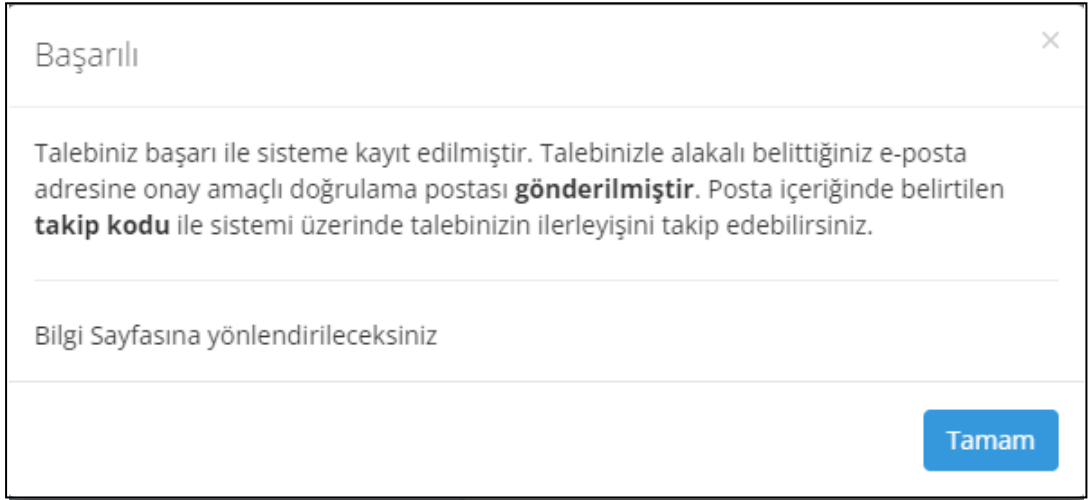 Başarılı
Talebiniz başarı ile sisteme kayıt edilmiştir. Talebinizle alakalı belittiğiniz e-posta
adresine onay amaçlı doğrulama postası gönderilmiştir. Posta içeriğinde belirtilen
takip kodu ile sistemi üzerinde talebinizin ilerleyişini takip edebilirsiniz.
Bilgi Sayfasına yönlendirileceksiniz
Tamam